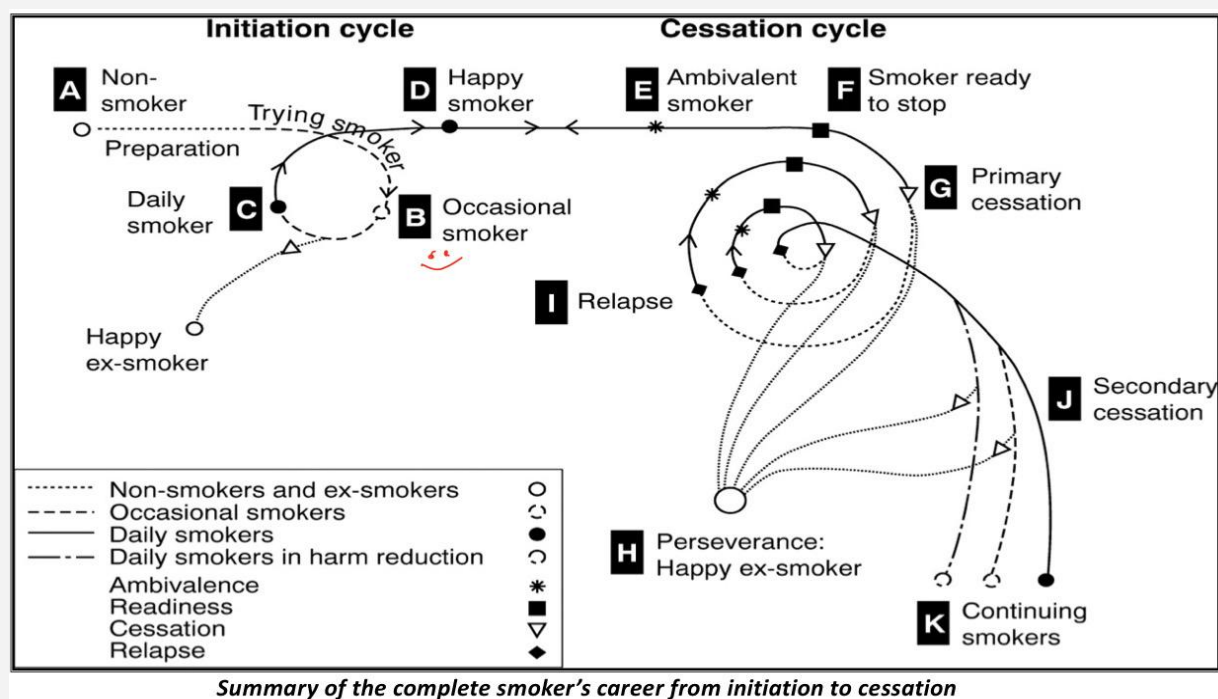 Initiation cycle
Cessation cycle
A Non-
smoker
D Happy
smoker
E Ambivalent
smoker
F Smoker ready
to stop
Trying smoker
Preparation
Daily
smoker
C
B Occasional
smoker
G Primary
cessation
I Relapse
Happy
ex-smoker
J Secondary
cessation
Non-smokers and ex-smokers
Occasional smokers
Daily smokers
Daily smokers in harm reduction
Ambivalence
Readiness
Cessation
Relapse
H Perseverance:
Happy ex-smoker
K Continuing
smokers
Summary of the complete smoker's career from initiation to cessation